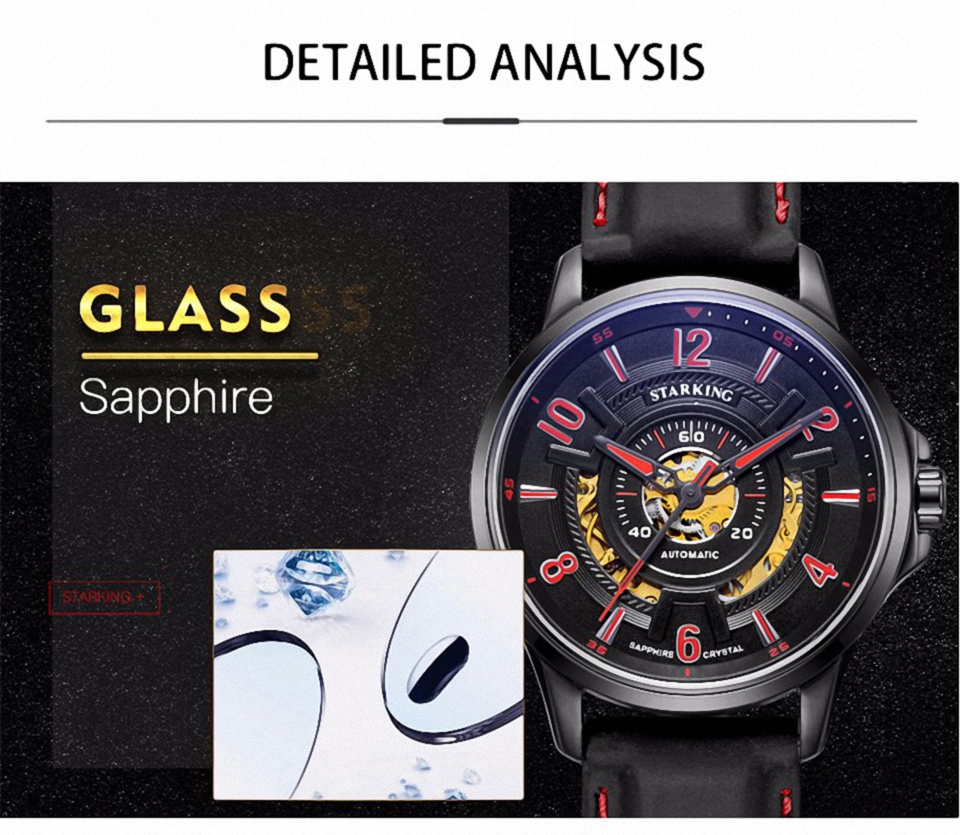 DETAILED ANALYSIS
GLASS
Sapphire
STARKING +
55
12
05
STARKING
10
2
60
45
15
40
20
AUTOMATIC
8
4
SAPPHIRE 6 CRYSTAL
35
25